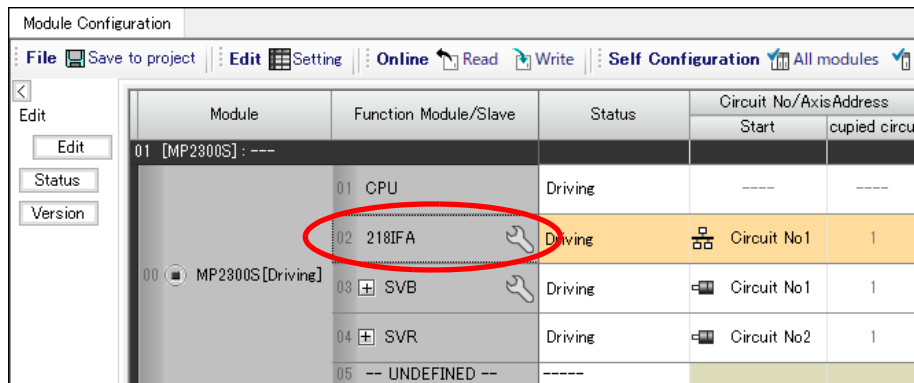 Module Configuration
File Save to project Edit Setting Online Read Write Self Configuration All modules
Edit
Edit
Status
Version
Module Function Module/Slave Status Circuit No/AxisAddress
Start cupied circu
01 [MP2300S] : ---
01 CPU Driving ---- ----
02 218IFA Driving Circuit No1 1
00 MP2300S[Driving]
03 SVB Driving Circuit No1 1
04 SVR Driving Circuit No2 1
05 -- UNDEFINED -- -----